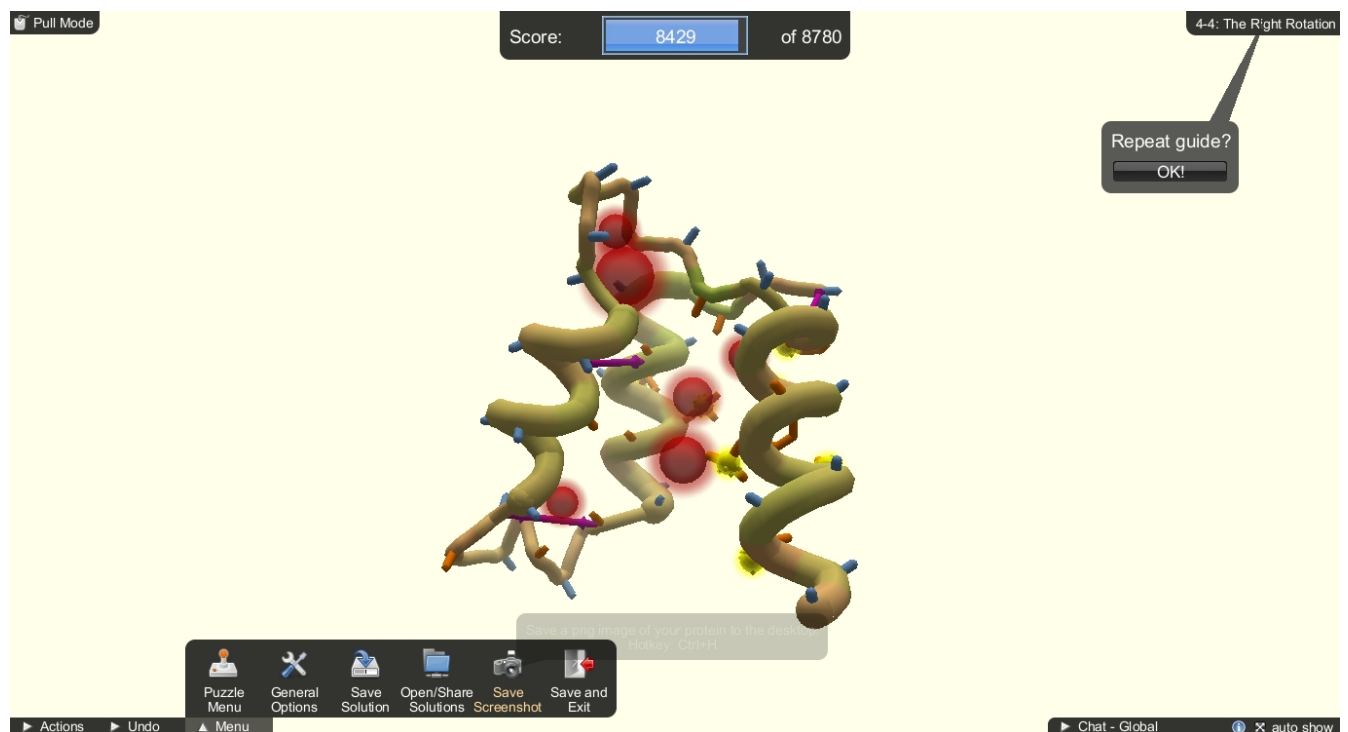 Pull Mode
Score: 8429 of 8780
4-4: The Right Rotation
Repeat guide?
OK!
Save a png image of your protein to the desktop
Hotkey: Ctrl+H
Puzzle Menu
General Options
Save Solution
Open/Share Solutions
Save Screenshot
Save and Exit
Actions
Undo
Menu
Chat - Global
auto show